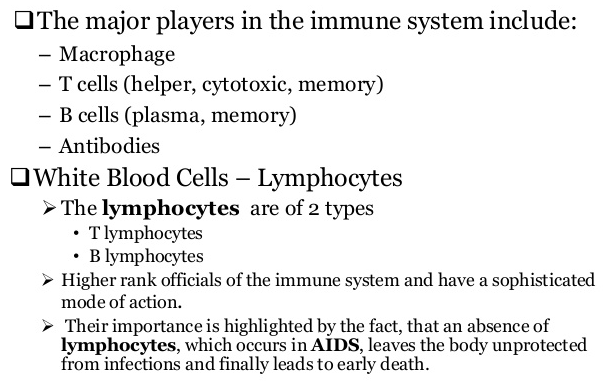 ❑The major players in the immune system include:
– Macrophage
– T cells (helper, cytotoxic, memory)
– B cells (plasma, memory)
– Antibodies
❑White Blood Cells – Lymphocytes
➢The lymphocytes are of 2 types
• T lymphocytes
• B lymphocytes
➢ Higher rank officials of the immune system and have a sophisticated
mode of action.
➢ Their importance is highlighted by the fact, that an absence of
lymphocytes, which occurs in AIDS, leaves the body unprotected
from infections and finally leads to early death.